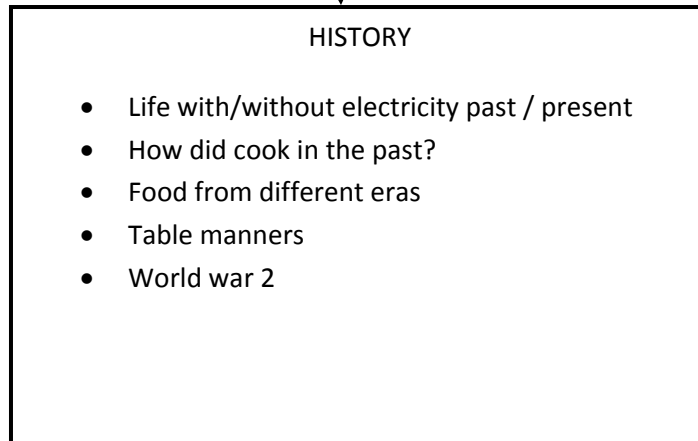 HISTORY
• Life with/without electricity past / present
• How did cook in the past?
• Food from different eras
• Table manners
• World war 2